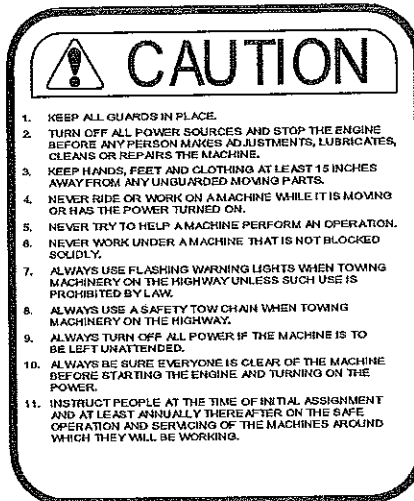 CAUTION
1. KEEP ALL GUARDS IN PLACE.
2. TURN OFF ALL POWER SOURCES AND STOP THE ENGINE
BEFORE ANY PERSON MAKES ADJUSTMENTS, LUBRICATES,
CLEANS OR REPAIRS THE MACHINE.
3. KEEP HANDS, FEET AND CLOTHING AT LEAST 15 INCHES
AWAY FROM ANY UNGUARDED MOVING PARTS.
4. NEVER RIDE OR WORK ON A MACHINE WHILE IT IS MOVING
OR HAS THE POWER TURNED ON.
5. NEVER TRY TO HELP A MACHINE PERFORM AN OPERATION.
6. NEVER WORK UNDER A MACHINE THAT IS NOT BLOCKED
SOLIDLY.
7. ALWAYS USE FLASHING WARNING LIGHTS WHEN TOWING
MACHINERY ON THE HIGHWAY UNLESS SUCH USE IS
PROHIBITED BY LAW.
8. ALWAYS USE A SAFETY TOW CHAIN WHEN TOWING
MACHINERY ON THE HIGHWAY.
9. ALWAYS TURN OFF ALL POWER IF THE MACHINE IS TO
BE LEFT UNATTENDED.
10. ALWAYS BE SURE EVERYONE IS CLEAR OF THE MACHINE
BEFORE STARTING THE ENGINE AND TURNING ON THE
POWER.
11. INSTRUCT PEOPLE AT THE TIME OF INITIAL ASSIGNMENT
AND AT LEAST ANNUALLY THEREAFTER ON THE SAFE
OPERATION AND SERVICING OF THE MACHINES AROUND
WHICH THEY WILL BE WORKING.